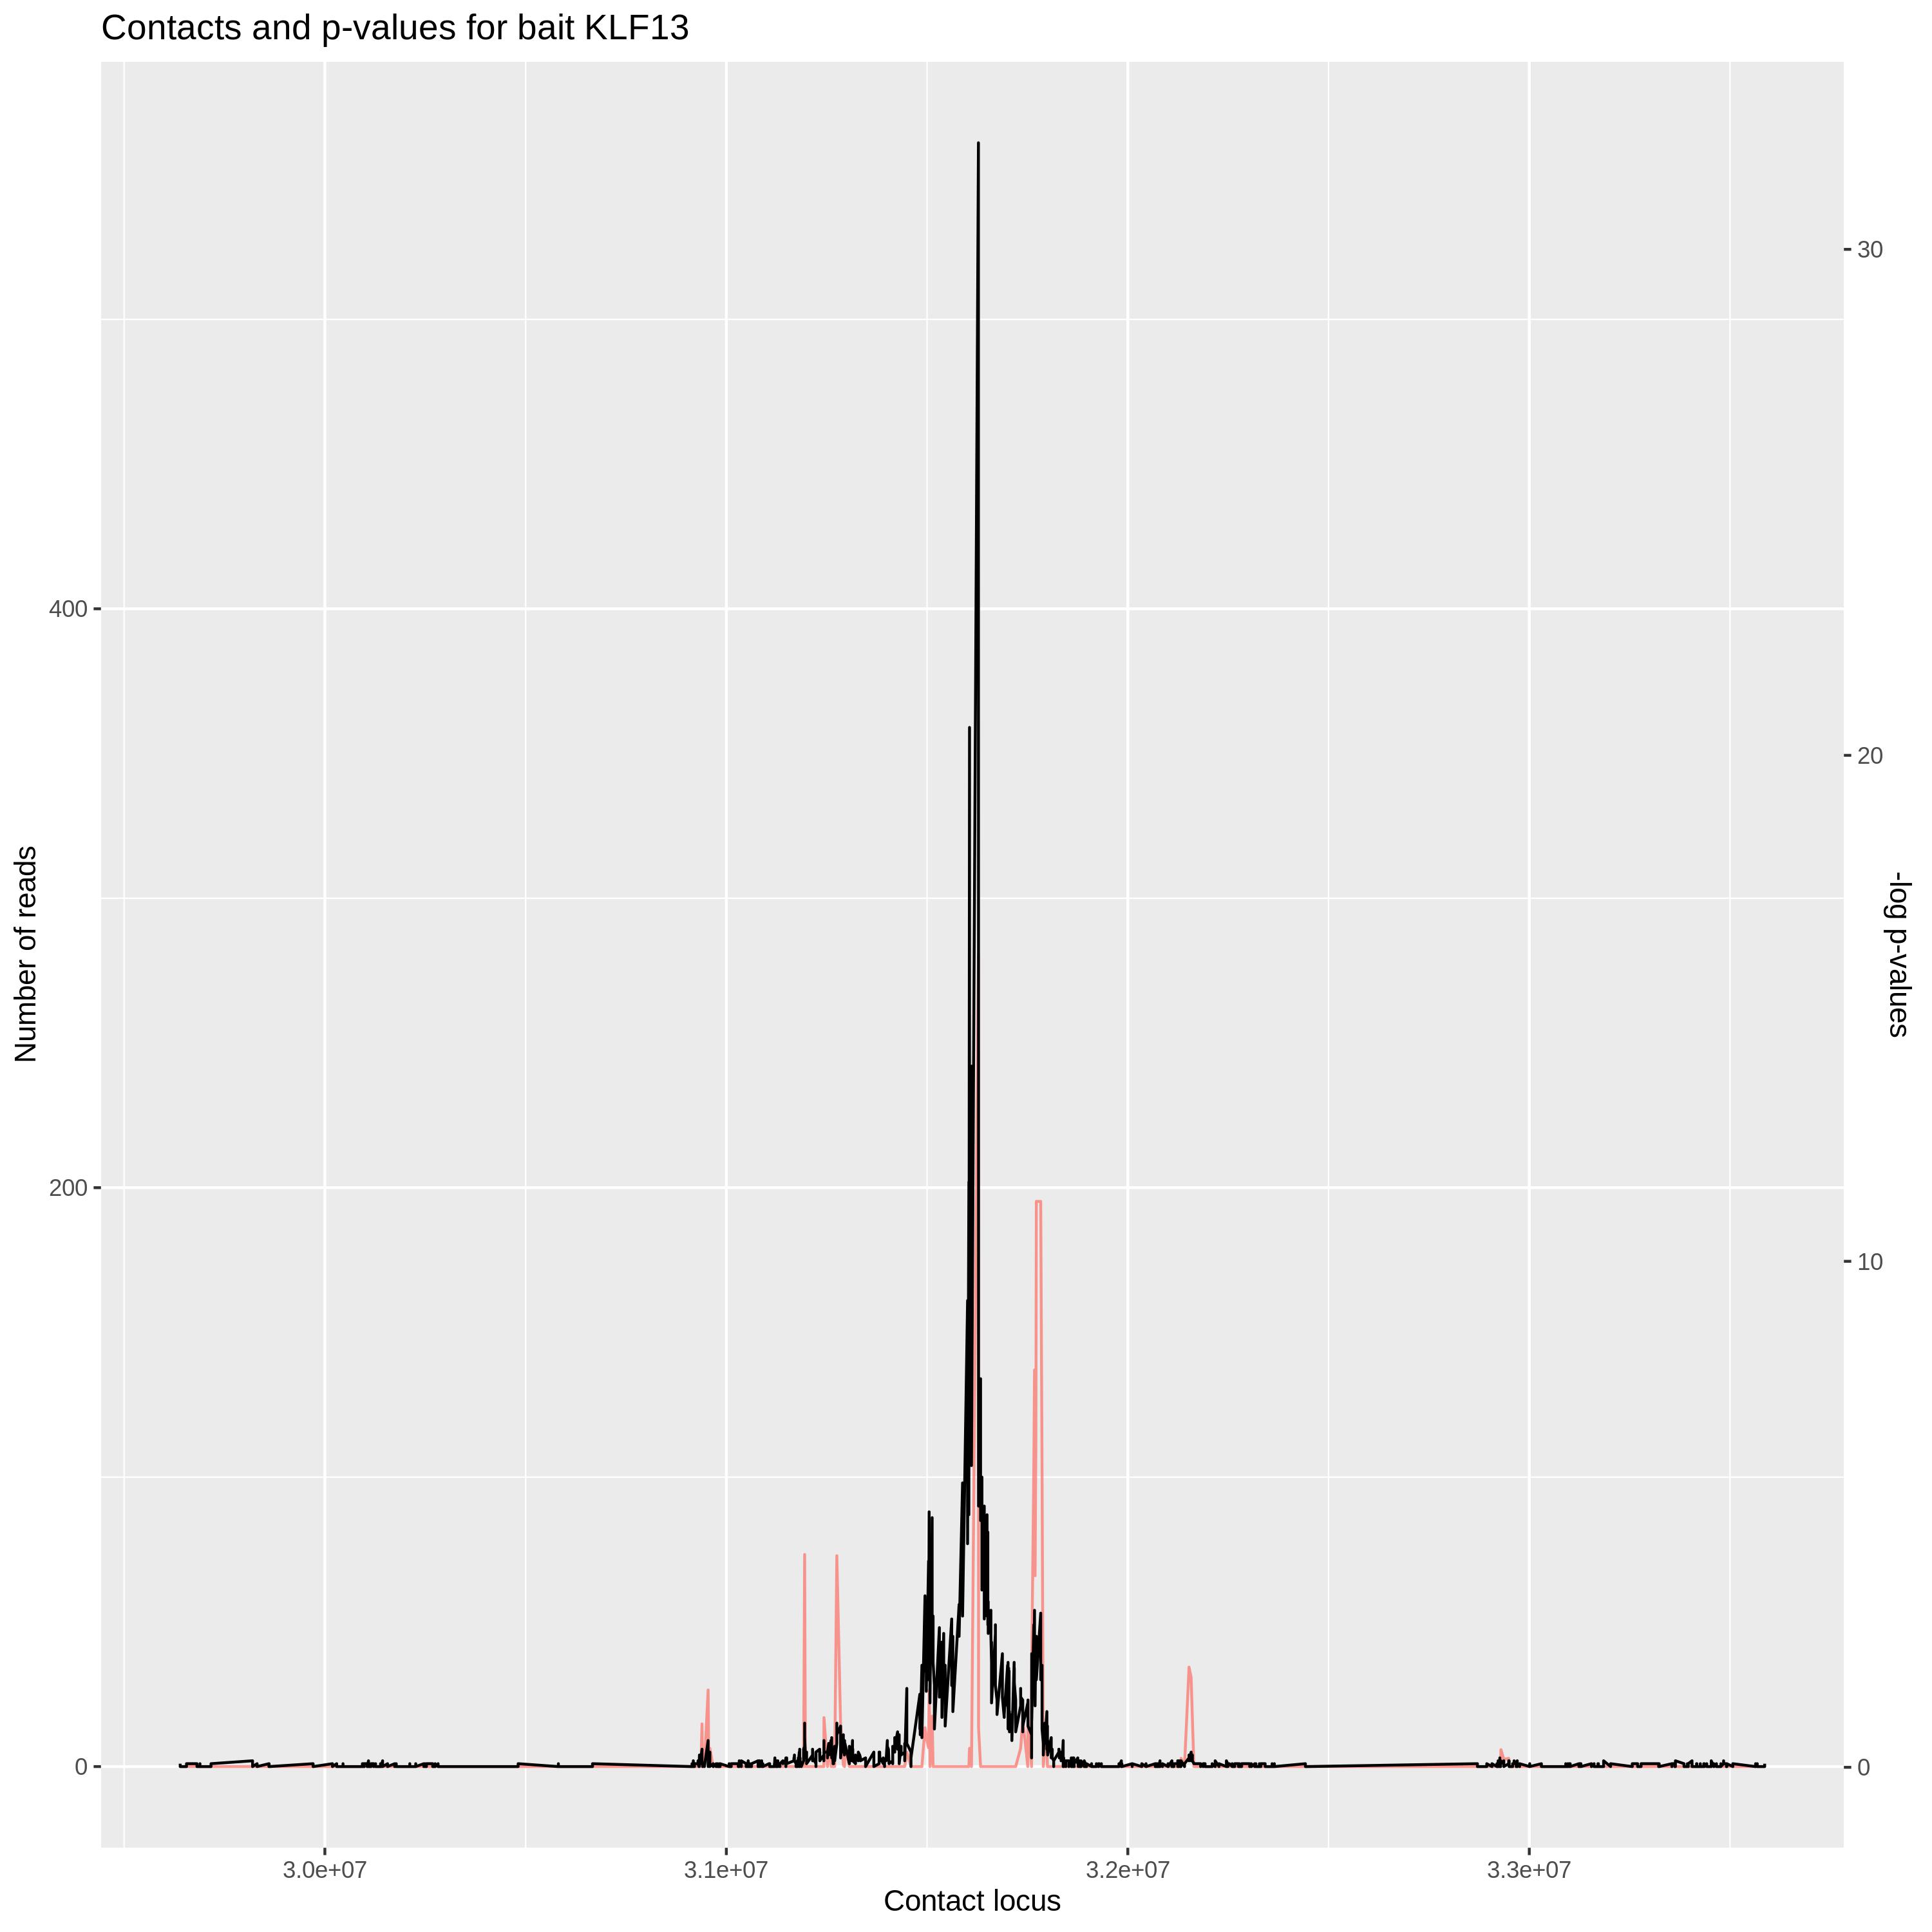 Contacts and p-values for bait KLF13
Number of reads
400
200
0
30
20
10
0
-log p-values
3.0e+07
3.1e+07
3.2e+07
3.3e+07
Contact locus